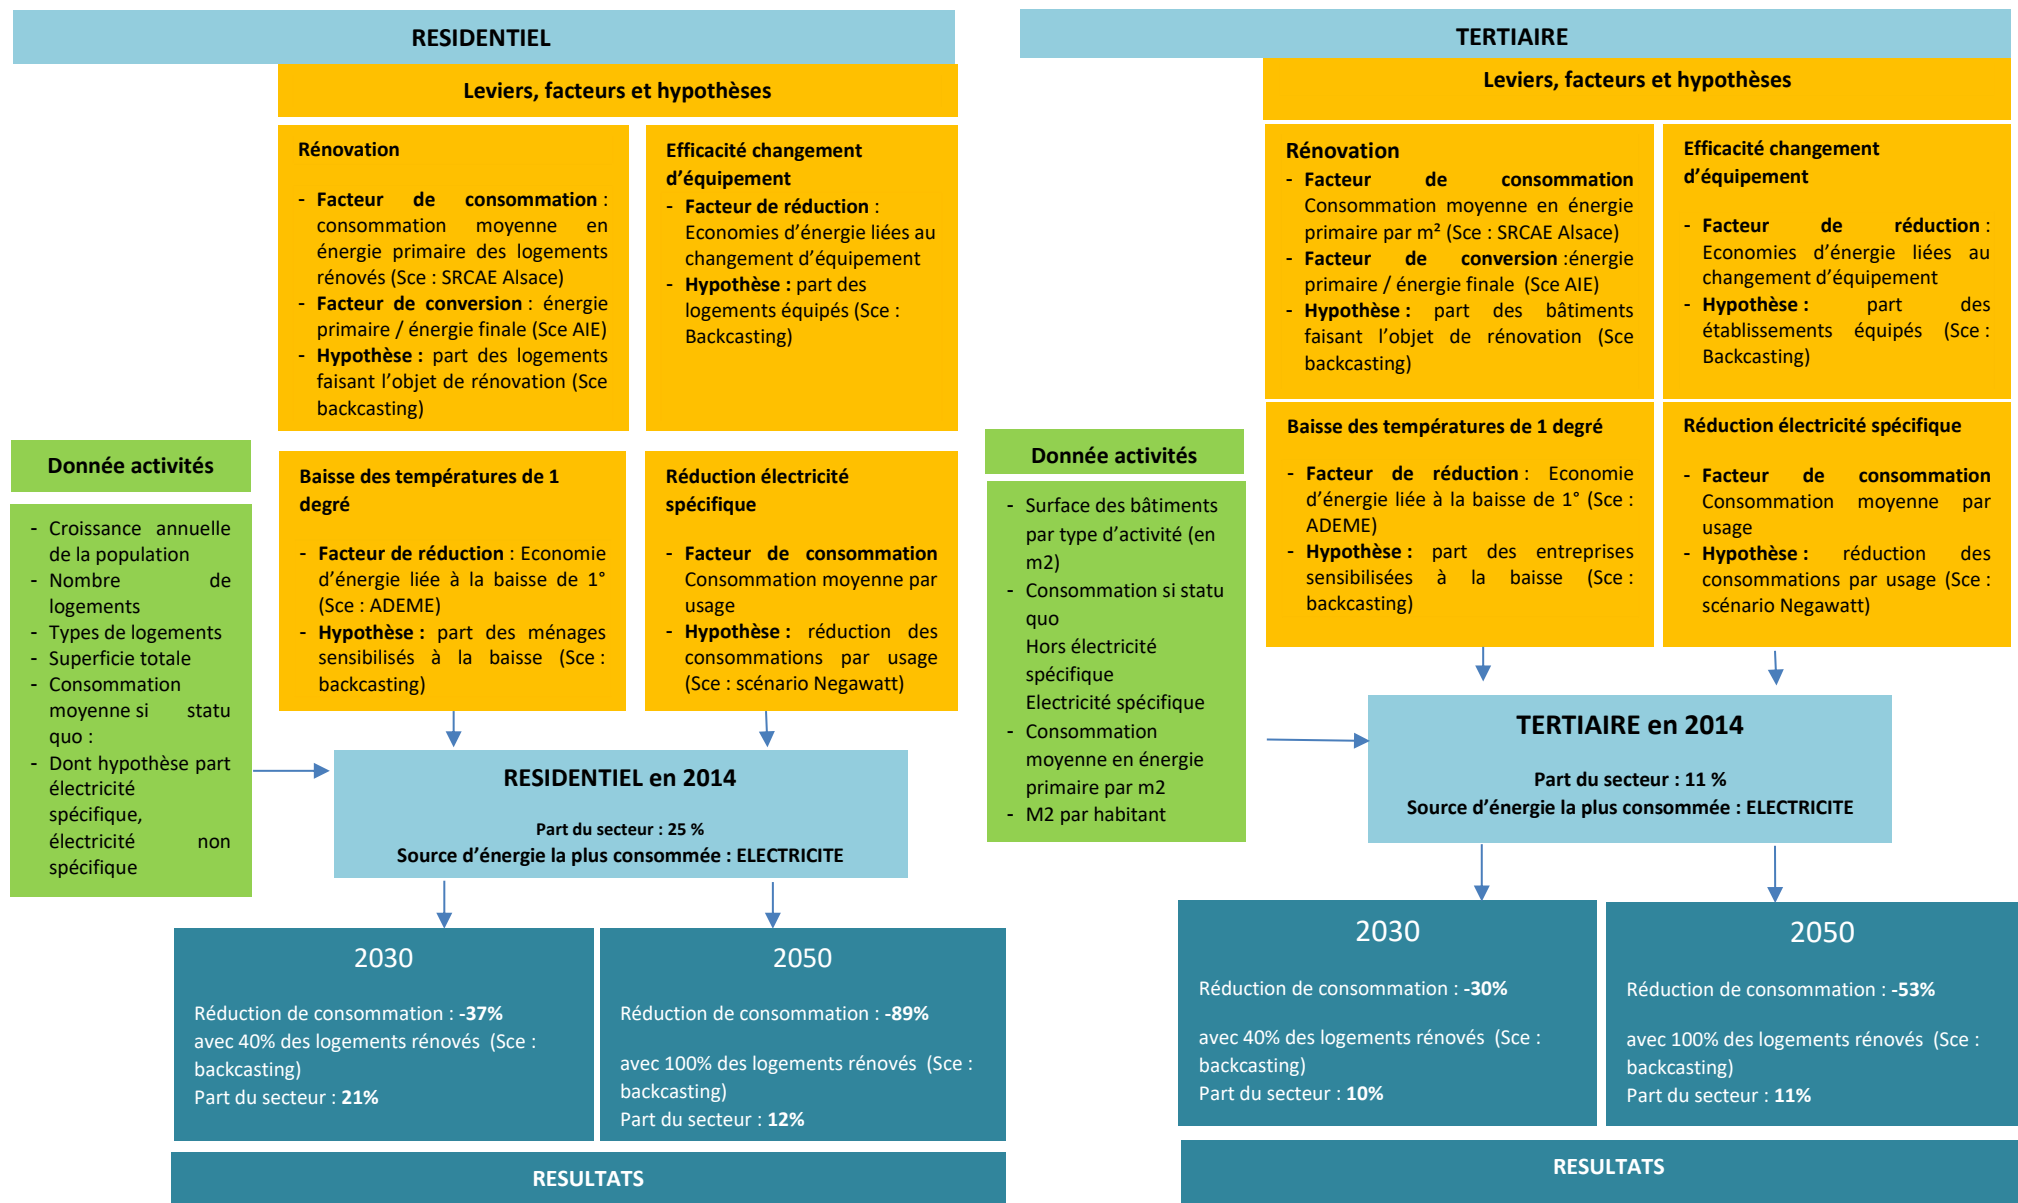 RESIDENTIEL
Leviers, facteurs et hypothèses
Rénovation
- Facteur de consommation :
consommation moyenne en
énergie primaire des logements
rénovés (Sce : SRCAE Alsace)
- Facteur de conversion : énergie
primaire / énergie finale (Sce AIE)
- Hypothèse : part des logements
faisant l'objet de rénovation (Sce
backcasting)
Efficacité changement
d'équipement
- Facteur de réduction :
Economies d'énergie liées au
changement d'équipement
- Hypothèse : part des
logements équipés (Sce :
Backcasting)
Donnée activités
- Croissance annuelle
de la population
- Nombre de
logements
- Types de logements
- Superficie totale
- Consommation
moyenne si statu
quo :
- Dont hypothèse part
électricité
spécifique,
électricité non
spécifique
Baisse des températures de 1
degré
- Facteur de réduction : Economie
d'énergie liée à la baisse de 1°
(Sce : ADEME)
- Hypothèse : part des ménages
sensibilisés à la baisse (Sce :
backcasting)
Réduction électricité
spécifique
- Facteur de consommation
Consommation moyenne par
usage
- Hypothèse : réduction des
consommations par usage
(Sce : scénario Negawatt)
RESIDENTIEL en 2014
Part du secteur : 25 %
Source d'énergie la plus consommée : ELECTRICITE
2030
Réduction de consommation : -37%
avec 40% des logements rénovés (Sce :
backcasting)
Part du secteur : 21%
2050
Réduction de consommation : -89%
avec 100% des logements rénovés (Sce :
backcasting)
Part du secteur : 12%
RESULTATS
TERTIAIRE
Leviers, facteurs et hypothèses
Rénovation
- Facteur de consommation
Consommation moyenne en énergie
primaire par m² (Sce : SRCAE Alsace)
- Facteur de conversion :énergie
primaire / énergie finale (Sce AIE)
- Hypothèse : part des bâtiments
faisant l'objet de rénovation (Sce
backcasting)
Efficacité changement
d'équipement
- Facteur de réduction :
Economies d'énergie liées au
changement d'équipement
- Hypothèse : part des
établissements équipés (Sce :
Backcasting)
Donnée activités
- Surface des bâtiments
par type d'activité (en
m2)
- Consommation si statu
quo
Hors électricité
spécifique
Electricité spécifique
- Consommation
moyenne en énergie
primaire par m2
- M2 par habitant
Baisse des températures de 1 degré
- Facteur de réduction : Economie
d'énergie liée à la baisse de 1° (Sce :
ADEME)
- Hypothèse : part des entreprises
sensibilisées à la baisse (Sce :
backcasting)
Réduction électricité spécifique
- Facteur de consommation
Consommation moyenne par
usage
- Hypothèse : réduction des
consommations par usage (Sce :
scénario Negawatt)
TERTIAIRE en 2014
Part du secteur : 11 %
Source d'énergie la plus consommée : ELECTRICITE
2030
Réduction de consommation : -30%
avec 40% des logements rénovés (Sce :
backcasting)
Part du secteur : 10%
2050
Réduction de consommation : -53%
avec 100% des logements rénovés (Sce :
backcasting)
Part du secteur : 11%
RESULTATS